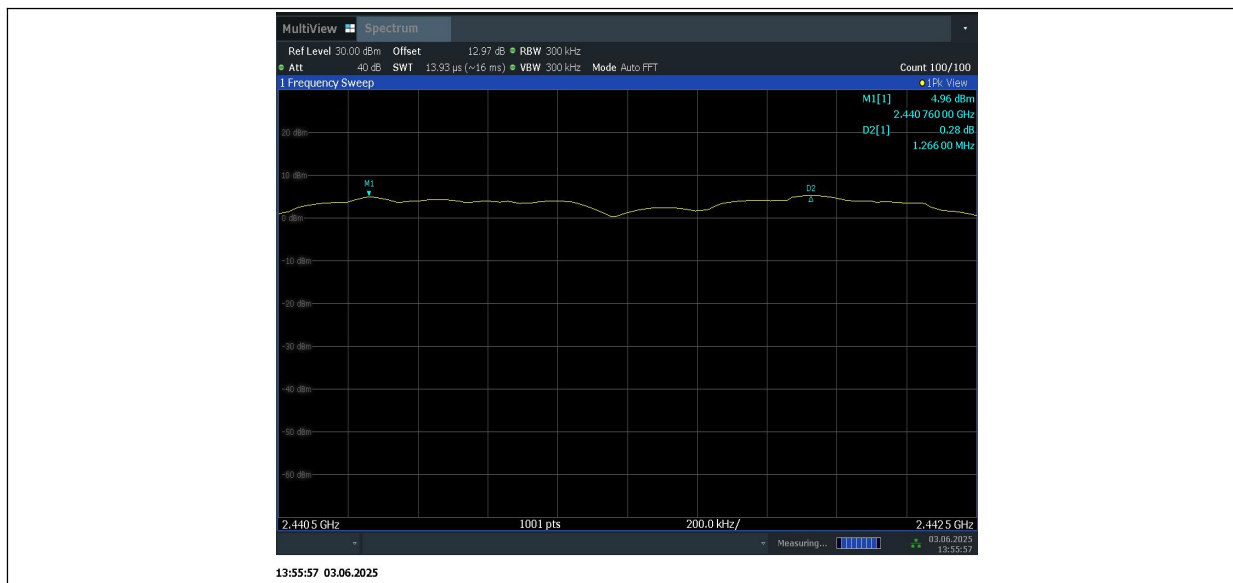 MultiView Spectrum
Ref Level 30.00 dBm Offset 12.97 dB RBW 300 kHz
Att 40 dB SWT 13.93 µs (~16 ms) VBW 300 kHz Mode Auto FFT Count 100/100
1 Frequency Sweep 1Pk View
M1[1] 4.96 dBm
2.440 760 00 GHz
D2[1] 0.28 dB
1.266 00 MHz
20 dBm
10 dBm
M1
D2
0 dBm
-10 dBm
-20 dBm
-30 dBm
-40 dBm
-50 dBm
-60 dBm
2.4405 GHz 1001 pts 200.0 kHz/ 2.4425 GHz
Measuring... 03.06.2025
13:55:57
13:55:57 03.06.2025